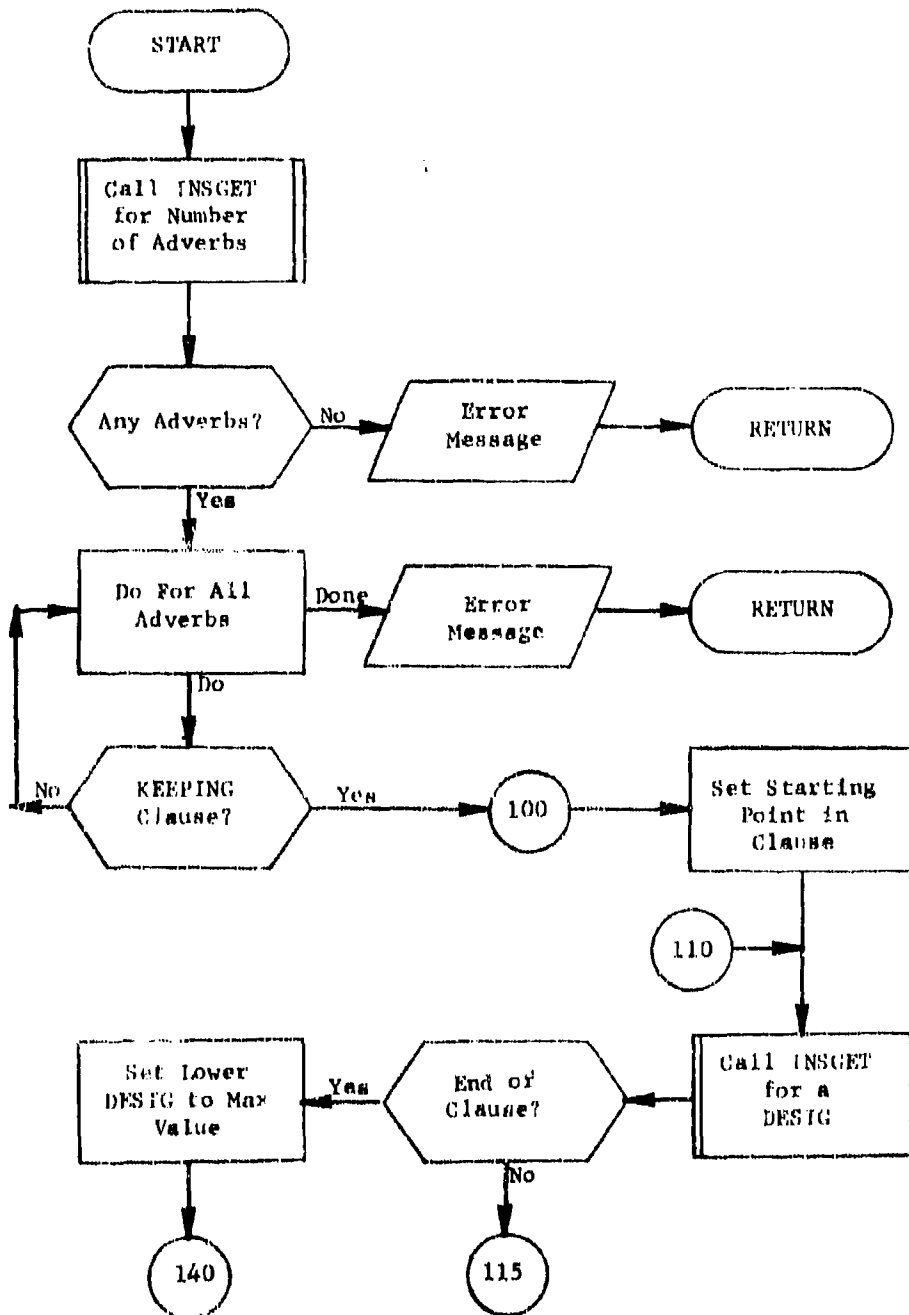 START
Call INSGET
for Number
of Adverbs
Any Adverbs?
No
Error
Message
RETURN
Yes
Do For All
Adverbs
Done
Error
Message
RETURN
Do
KEEPING
Clause?
No
Yes
100
Set Starting
Point in
Clause
110
Call INSGET
for a
DESIG
End of
Clause?
Yes
Set Lower
DESIG to Max
Value
No
140
115